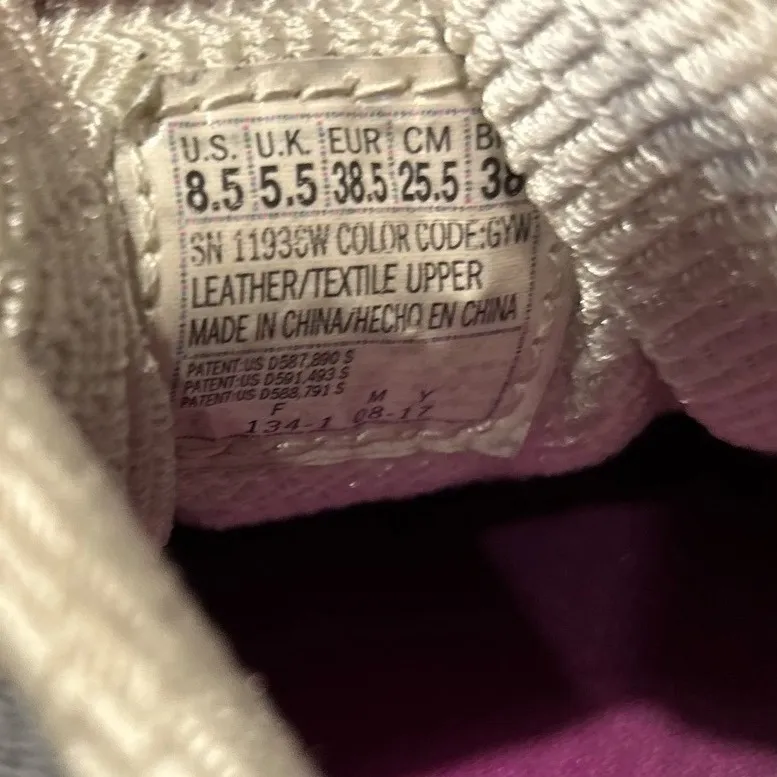 U.S. U.K. EUR CM
8.5 5.5 38.5 25.5 38
SN 11936W COLOR CODE:GYW
LEATHER/TEXTILE UPPER
MADE IN CHINA/HECHO EN CHINA
PATENT:US D587,890 S
PATENT:US D591,493 S
PATENT:US D588,791 S
F M Y
134-1 08-17